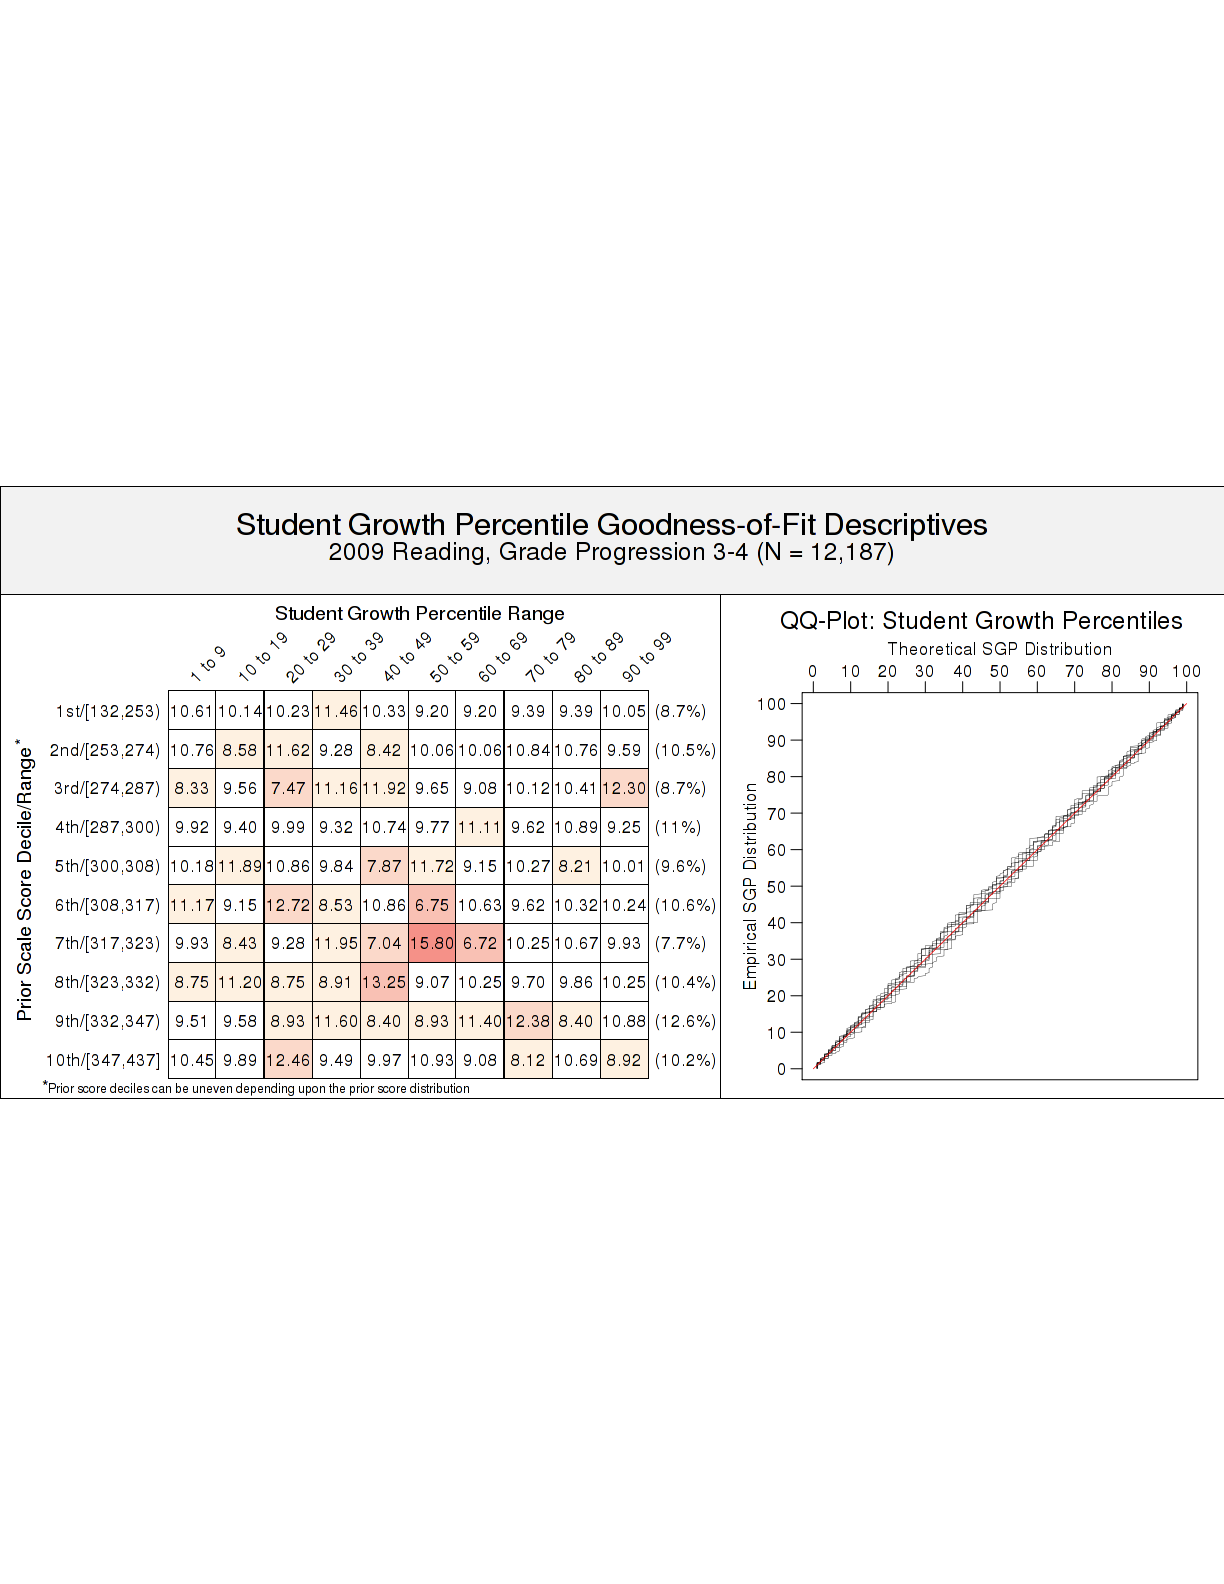 Student Growth Percentile Goodness-of-Fit Descriptives
2009 Reading, Grade Progression 3-4 (N = 12,187)
Student Growth Percentile Range
1 to 9 10 to 19 20 to 29 30 to 39 40 to 49 50 to 59 60 to 69 70 to 79 80 to 89 90 to 99
Prior Scale Score Decile/Range*
1st/[132,253) 10.61 10.14 10.23 11.46 10.33 9.20 9.20 9.39 9.39 10.05 (8.7%)
2nd/[253,274) 10.76 8.58 11.62 9.28 8.42 10.06 10.06 10.84 10.76 9.59 (10.5%)
3rd/[274,287) 8.33 9.56 7.47 11.16 11.92 9.65 9.08 10.12 10.41 12.30 (8.7%)
4th/[287,300) 9.92 9.40 9.99 9.32 10.74 9.77 11.11 9.62 10.89 9.25 (11%)
5th/[300,308) 10.18 11.89 10.86 9.84 7.87 11.72 9.15 10.27 8.21 10.01 (9.6%)
6th/[308,317) 11.17 9.15 12.72 8.53 10.86 6.75 10.63 9.62 10.32 10.24 (10.6%)
7th/[317,323) 9.93 8.43 9.28 11.95 7.04 15.80 6.72 10.25 10.67 9.93 (7.7%)
8th/[323,332) 8.75 11.20 8.75 8.91 13.25 9.07 10.25 9.70 9.86 10.25 (10.4%)
9th/[332,347) 9.51 9.58 8.93 11.60 8.40 8.93 11.40 12.38 8.40 10.88 (12.6%)
10th/[347,437] 10.45 9.89 12.46 9.49 9.97 10.93 9.08 8.12 10.69 8.92 (10.2%)
*Prior score deciles can be uneven depending upon the prior score distribution
QQ-Plot: Student Growth Percentiles
Theoretical SGP Distribution
0 10 20 30 40 50 60 70 80 90 100
Empirical SGP Distribution
100
90
80
70
60
50
40
30
20
10
0